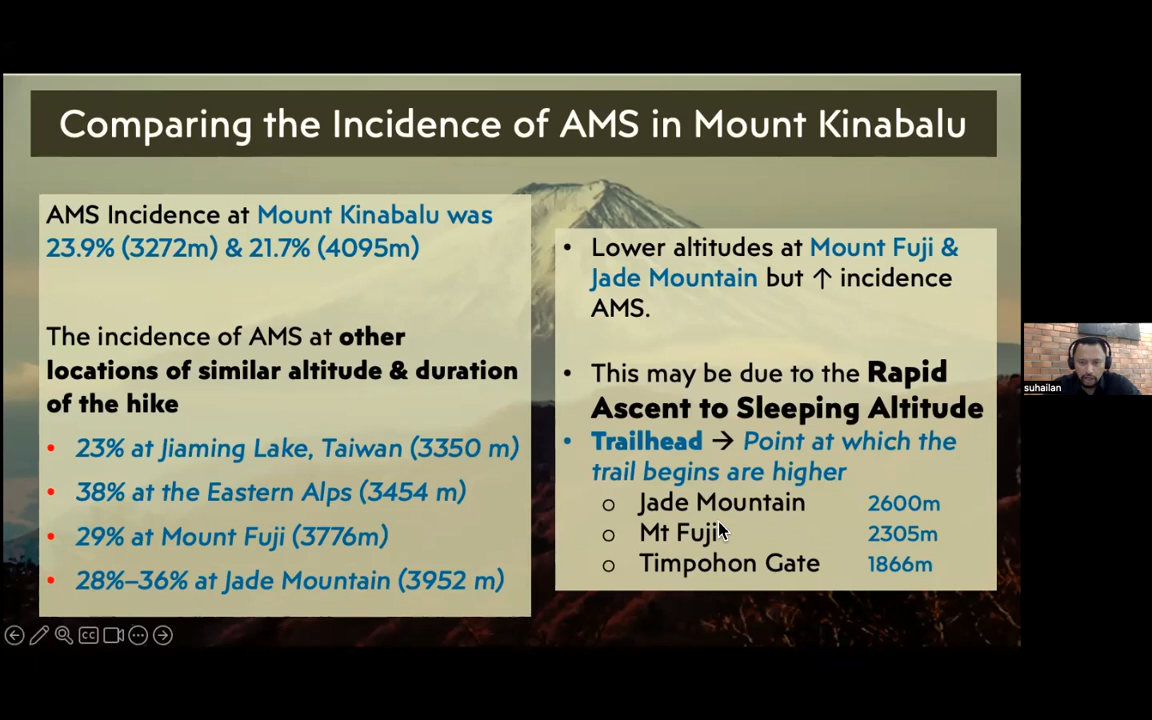 Comparing the Incidence of AMS in Mount Kinabalu
AMS Incidence at Mount Kinabalu was
23.9% (3272m) & 21.7% (4095m)
The incidence of AMS at other
locations of similar altitude & duration
of the hike
• 23% at Jiaming Lake, Taiwan (3350 m)
• 38% at the Eastern Alps (3454 m)
• 29% at Mount Fuji (3776m)
• 28%–36% at Jade Mountain (3952 m)
• Lower altitudes at Mount Fuji &
Jade Mountain but ↑ incidence
AMS.
• This may be due to the Rapid
Ascent to Sleeping Altitude
• Trailhead → Point at which the
trail begins are higher
o Jade Mountain 2600m
o Mt Fuji 2305m
o Timpohon Gate 1866m
CC
suhailan